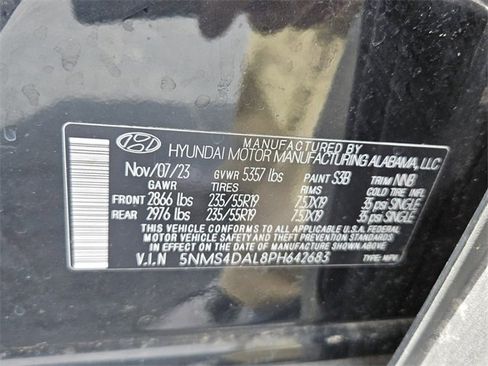 MANUFACTURED BY
HYUNDAI MOTOR MANUFACTURING ALABAMA, LLC
Nov/07/23 GVWR 5357 lbs PAINT S3B TRIM NNB
GAWR TIRES RIMS COLD TIRE INFL
FRONT 2866 lbs 235/55R19 7.5JX19 35 psi SINGLE
REAR 2976 lbs 235/55R19 7.5JX19 35 psi SINGLE
THIS VEHICLE CONFORMS TO ALL APPLICABLE FEDERAL
MOTOR VEHICLE SAFETY, BUMPER, AND THEFT PREVENTION
STANDARDS IN EFFECT ON THE DATE OF MANUFACTURE SHOWN ABOVE.
V.I.N 5NMS4DAL8PH642683 TYPE: MPV